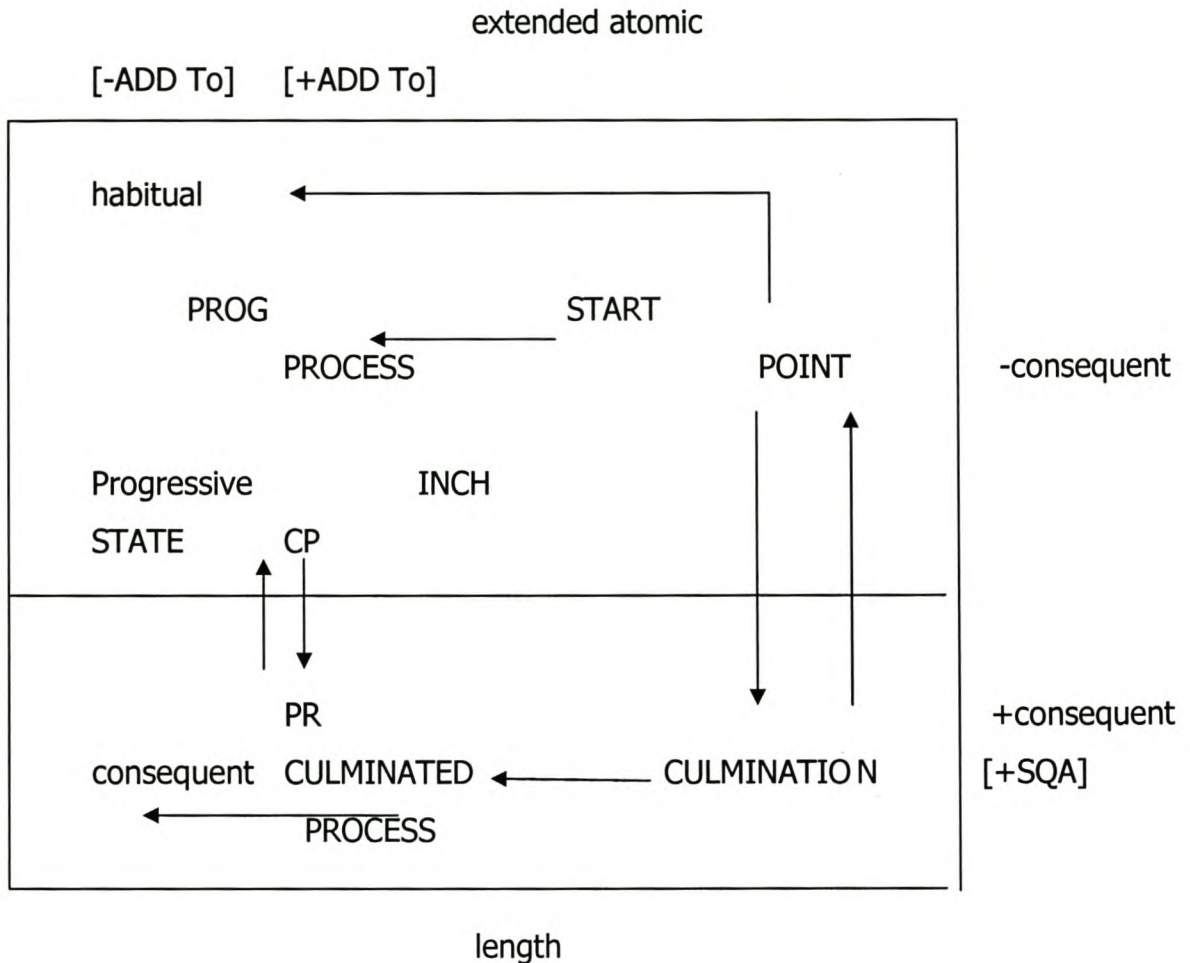 extended atomic
[-ADD To] [+ADD To]
habitual
PROG START
PROCESS POINT -consequent
Progressive INCH
STATE CP
PR +consequent
consequent CULMINATED CULMINATION [+SQA]
PROCESS
length